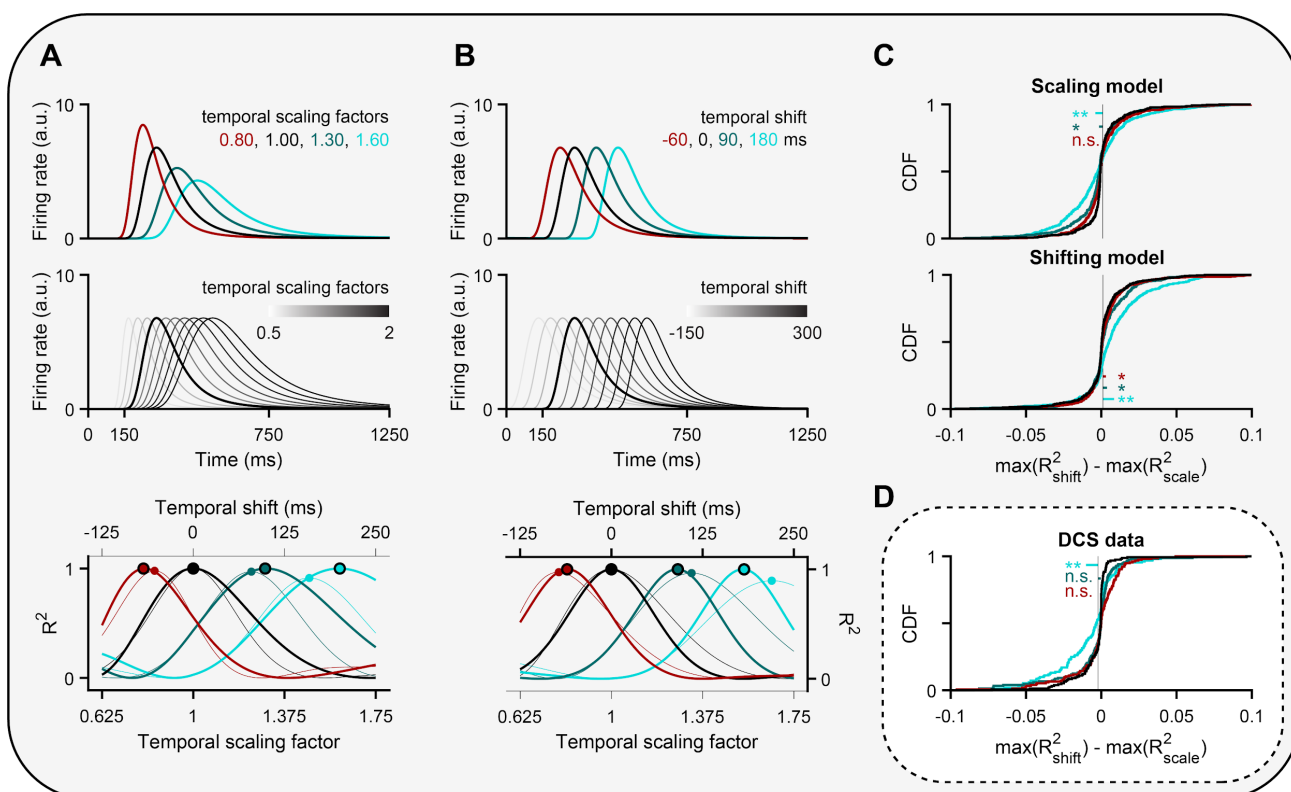 A
10
Firing rate (a.u.)
0
temporal scaling factors
0.80, 1.00, 1.30, 1.60
10
Firing rate (a.u.)
0
temporal scaling factors
0.5 2
0 150 750 1250
Time (ms)
Temporal shift (ms)
-125 0 125 250
1
R²
0
0.625 1 1.375 1.75
Temporal scaling factor
B
10
Firing rate (a.u.)
0
temporal shift
-60, 0, 90, 180 ms
10
Firing rate (a.u.)
0
temporal shift
-150 300
0 150 750 1250
Time (ms)
Temporal shift (ms)
-125 0 125 250
1
R²
0
0.625 1 1.375 1.75
Temporal scaling factor
C
Scaling model
1
CDF
0
**
*
n.s.
Shifting model
1
CDF
0
*
*
**
-0.1 -0.05 0 0.05 0.1
max(R²shift) - max(R²scale)
D
DCS data
1
CDF
0
**
n.s.
n.s.
-0.1 -0.05 0 0.05 0.1
max(R²shift) - max(R²scale)